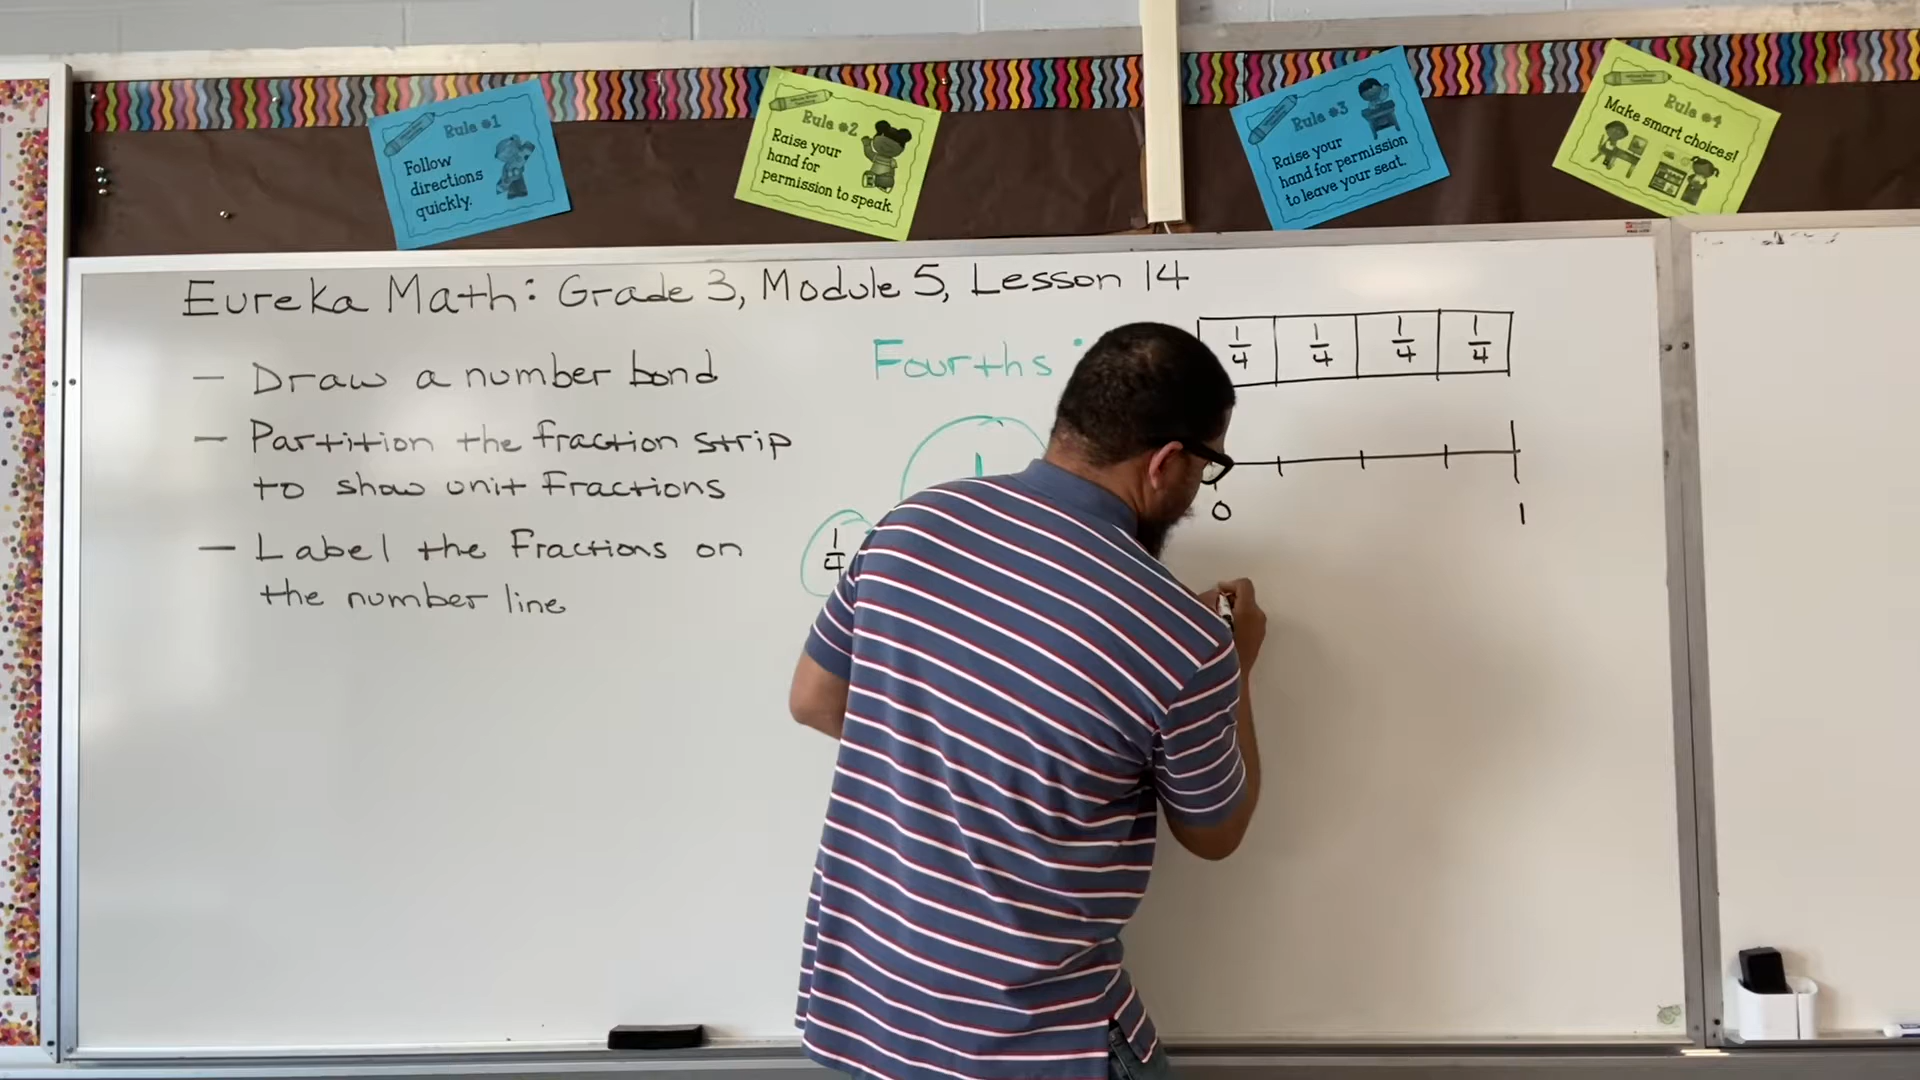 Rule #1
Follow
directions
quickly.
Rule #2
Raise your
hand for
permission to speak.
Rule #3
Raise your
hand for permission
to leave your seat.
Rule #4
Make smart choices!
Eureka Math: Grade 3, Module 5, Lesson 14
— Draw a number bond
— Partition the fraction strip
to show unit Fractions
— Label the Fractions on
the number line
Fourths
1
1/4
1/4 1/4 1/4 1/4
0 1